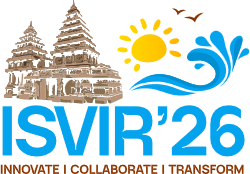 ISVIR’26
INNOVATE I COLLABORATE I TRANSFORM